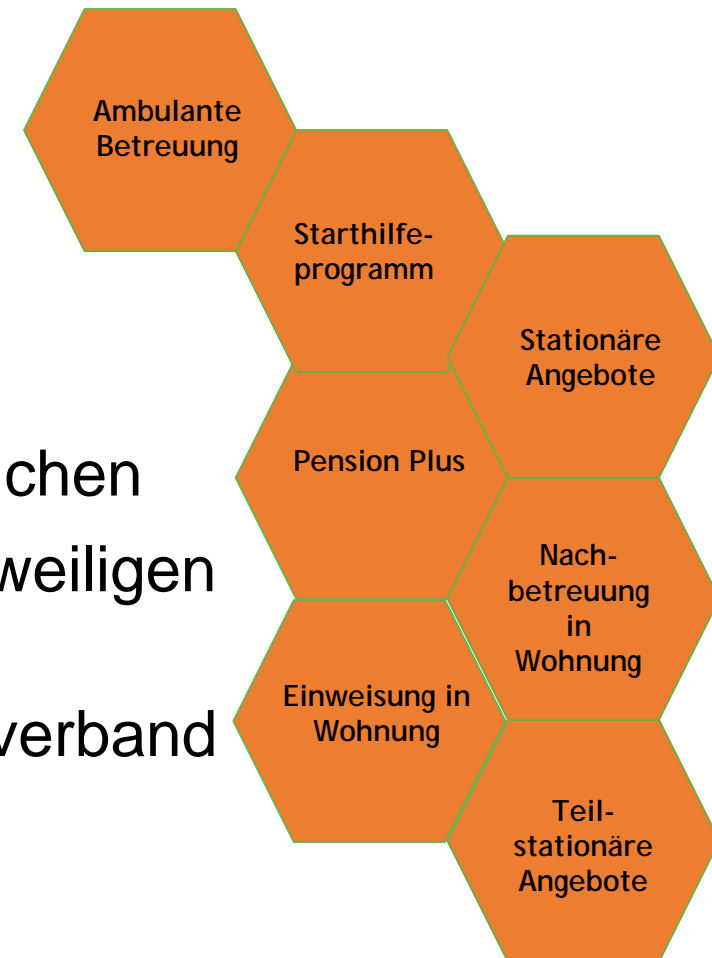 Ambulante
Betreuung
Starthilfe-
programm
Stationäre
Angebote
Pension Plus
Nach-
betreuung
in
Wohnung
Einweisung in
Wohnung
Teil-
stationäre
Angebote
chen
weiligen
verband